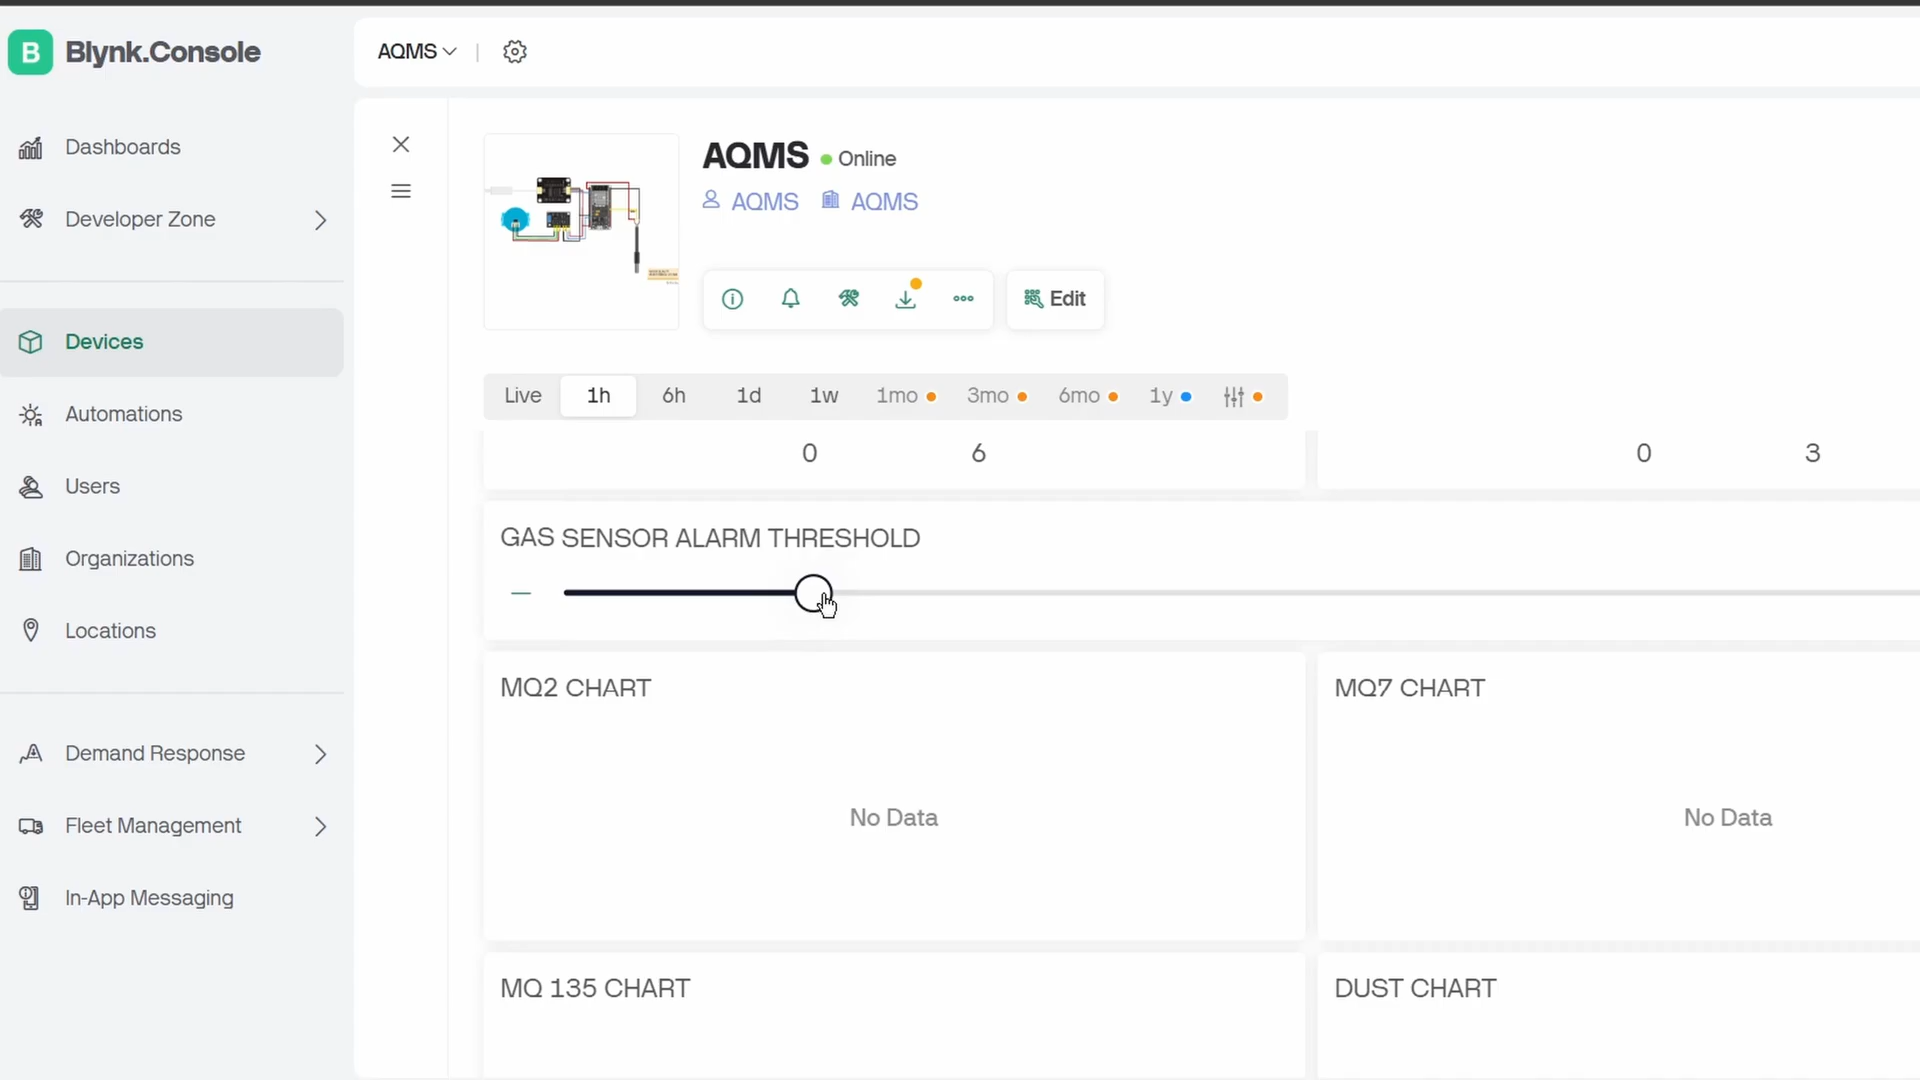 B Blynk.Console
AQMS
Dashboards
Developer Zone
Devices
Automations
Users
Organizations
Locations
Demand Response
Fleet Management
In-App Messaging
AQMS Online
AQMS AQMS
Edit
Live 1h 6h 1d 1w 1mo 3mo 6mo 1y
0 6
0 3
GAS SENSOR ALARM THRESHOLD
MQ2 CHART
No Data
MQ7 CHART
No Data
MQ 135 CHART
DUST CHART